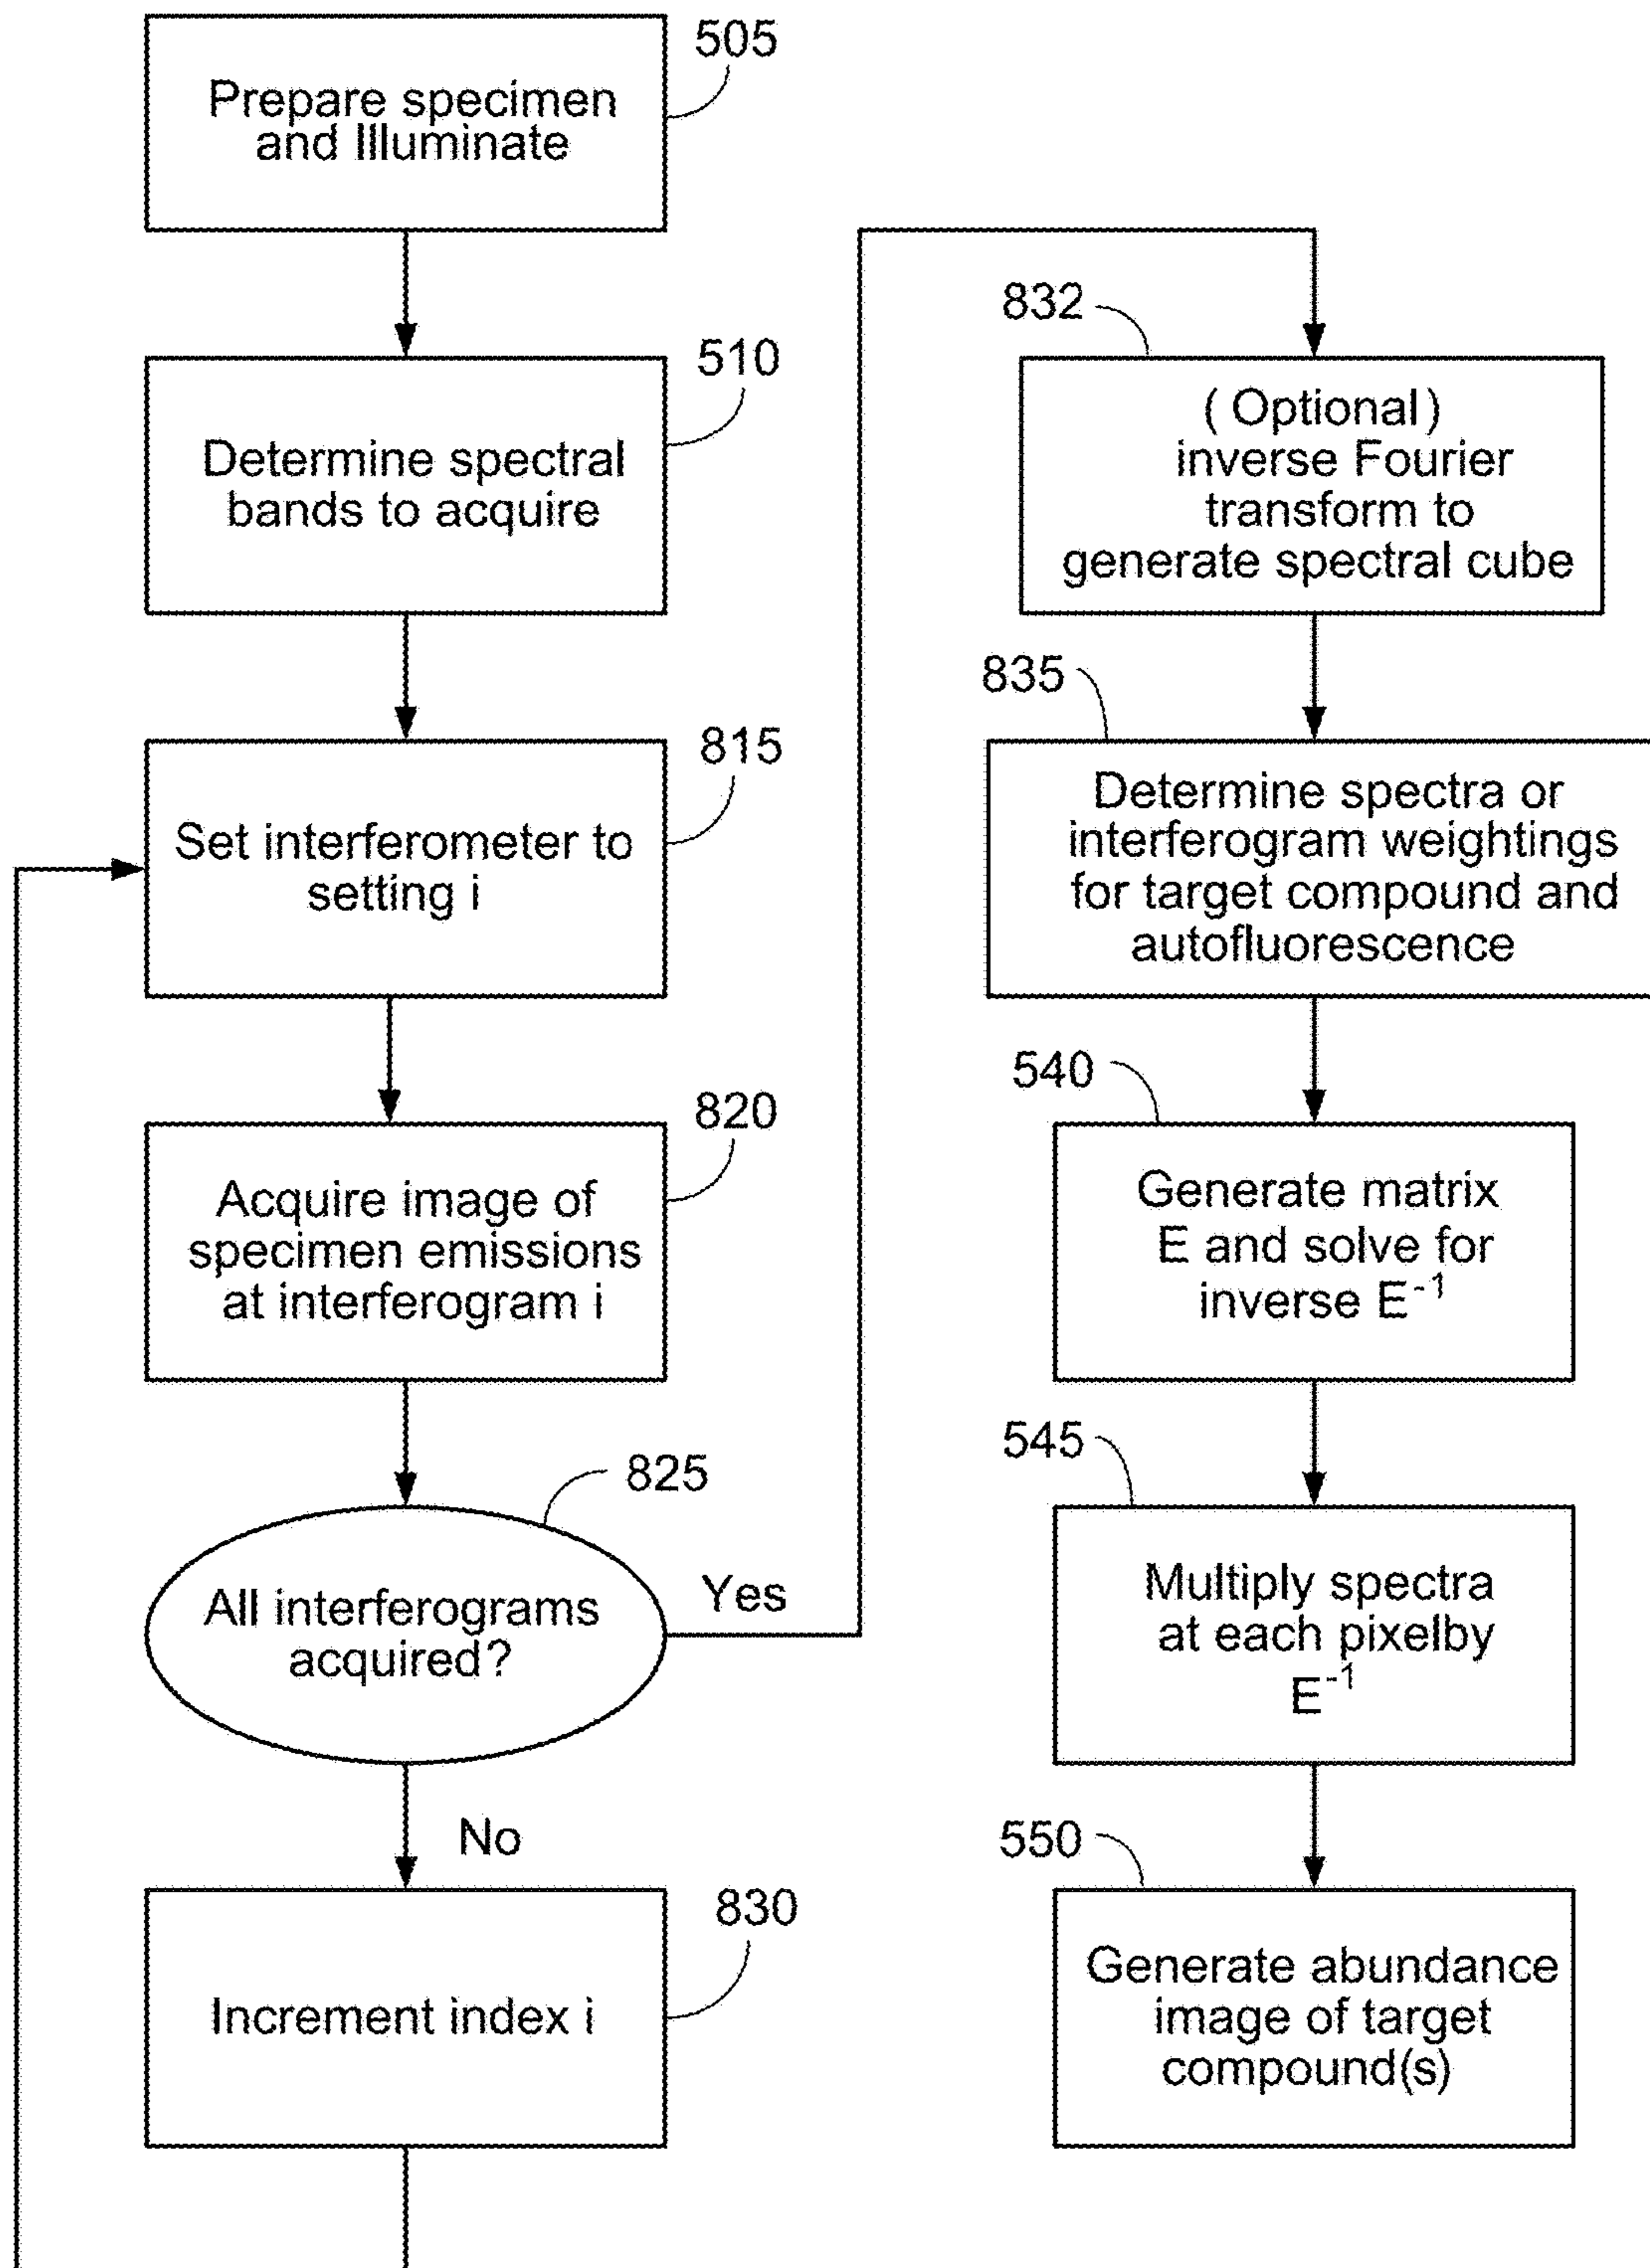 505
Prepare specimen
and Illuminate
510
Determine spectral
bands to acquire
815
Set interferometer to
setting i
820
Acquire image of
specimen emissions
at interferogram i
825
All interferograms
acquired?
Yes
No
830
Increment index i
832
( Optional )
inverse Fourier
transform to
generate spectral cube
835
Determine spectra or
interferogram weightings
for target compound and
autofluorescence
540
Generate matrix
E and solve for
inverse E⁻¹
545
Multiply spectra
at each pixelby
E⁻¹
550
Generate abundance
image of target
compound(s)